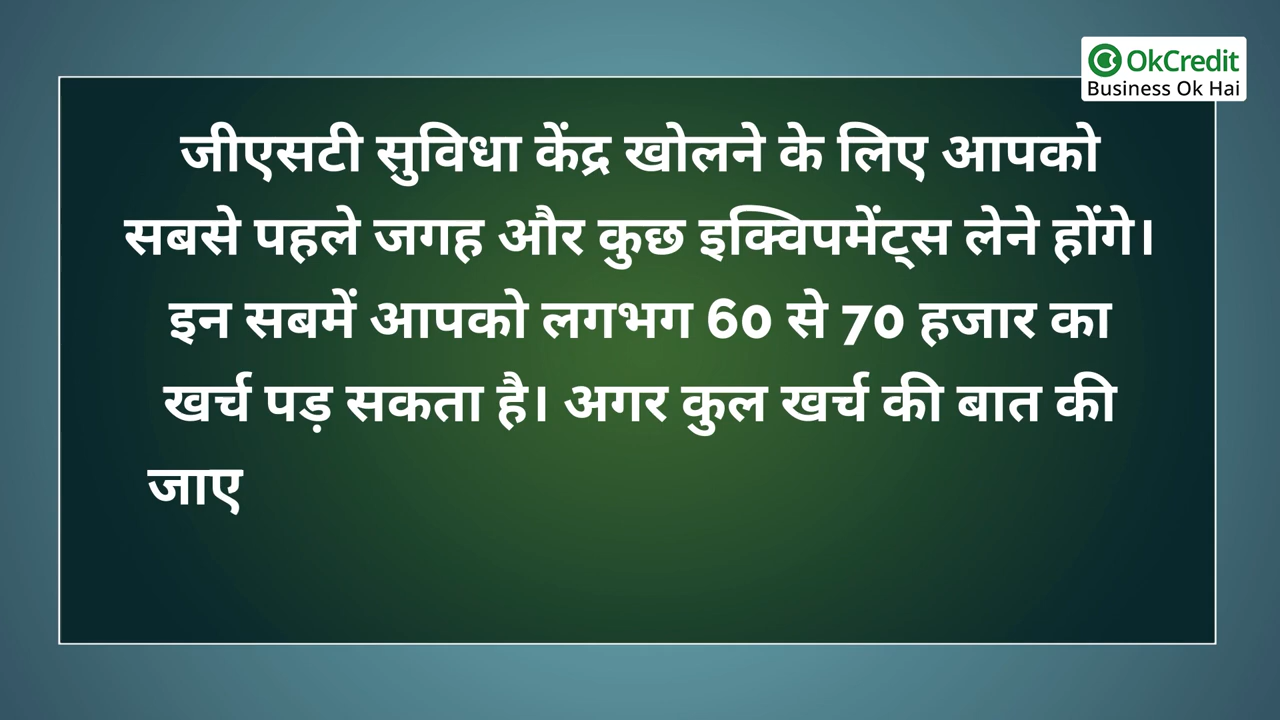 OkCredit
Business Ok Hai
जीएसटी सुविधा केंद्र खोलने के लिए आपको
सबसे पहले जगह और कुछ इक्विपमेंट्स लेने होंगे।
इन सबमें आपको लगभग 60 से 70 हजार का
खर्च पड़ सकता है। अगर कुल खर्च की बात की
जाए